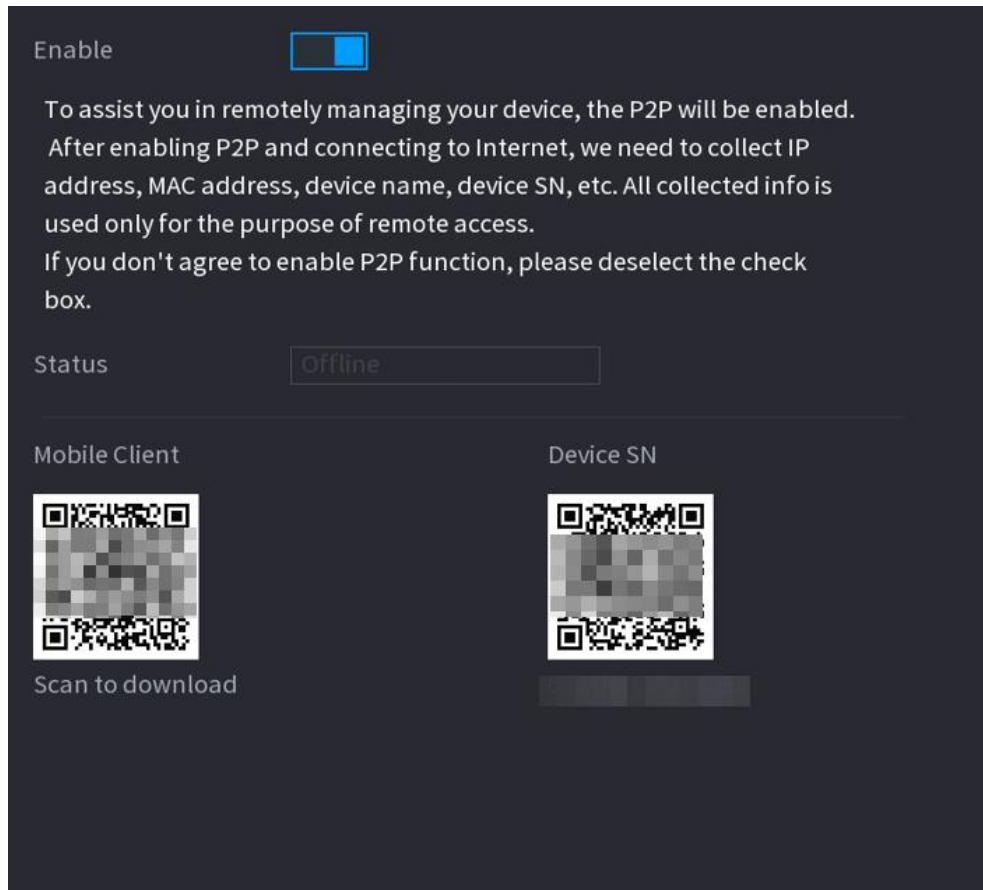 Enable
To assist you in remotely managing your device, the P2P will be enabled.
After enabling P2P and connecting to Internet, we need to collect IP
address, MAC address, device name, device SN, etc. All collected info is
used only for the purpose of remote access.
If you don't agree to enable P2P function, please deselect the check
box.
Status Offline
Mobile Client Device SN
Scan to download